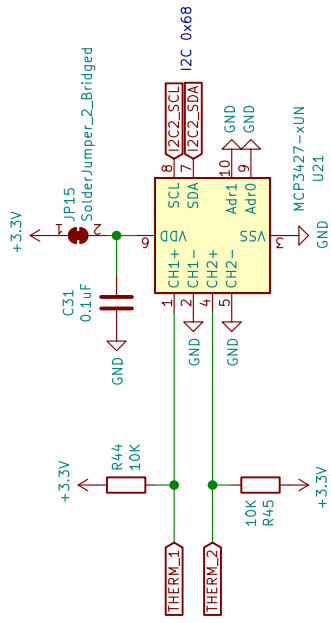 I2C 0x68
SolderJumper_2_Bridged
JP15
+3.3V
1
2
I2C2_SCL
I2C2_SDA
8
7
GND
GND
10
9
SCL
SDA
Adr1
Adr0
MCP3427-xUN
U21
6
VDD
VSS
3
GND
CH1+
CH1-
CH2+
CH2-
1
2
4
5
C31
0.1uF
GND
GND
GND
+3.3V
R44
10K
10K
R45
+3.3V
THERM_1
THERM_2